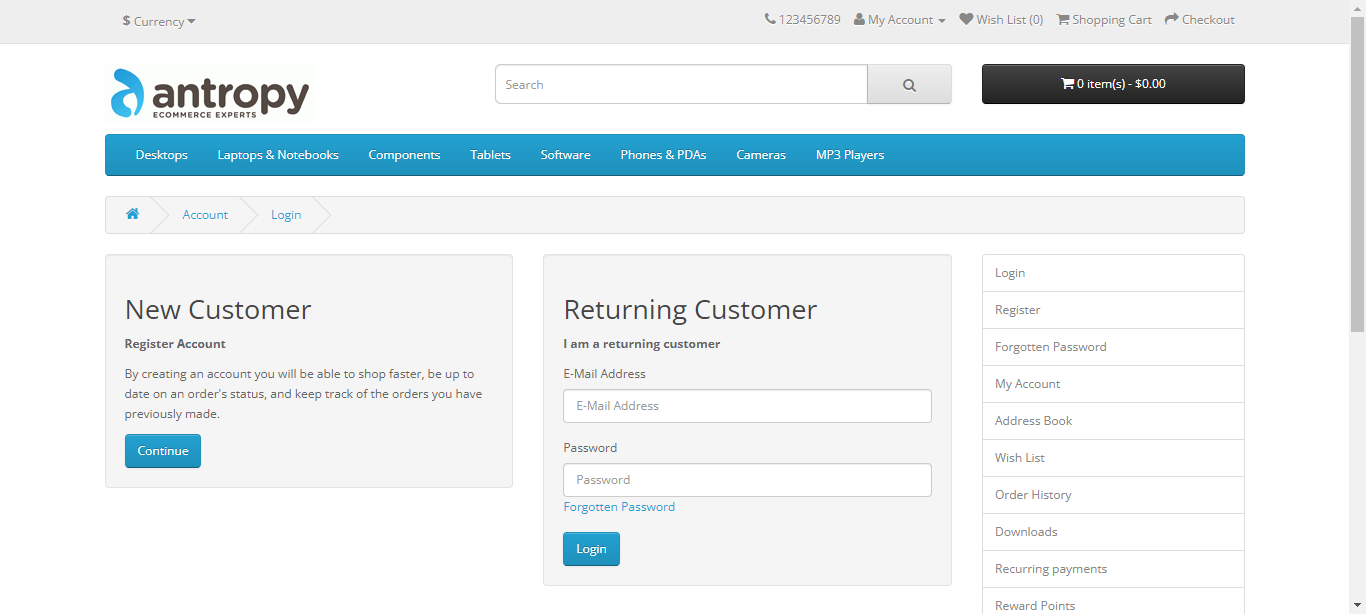 $ Currency
123456789 My Account Wish List (0) Shopping Cart Checkout
antropy
ECOMMERCE EXPERTS
Search
0 item(s) - $0.00
Desktops Laptops & Notebooks Components Tablets Software Phones & PDAs Cameras MP3 Players
Account Login
New Customer
Register Account
By creating an account you will be able to shop faster, be up to
date on an order's status, and keep track of the orders you have
previously made.
Continue
Returning Customer
I am a returning customer
E-Mail Address
E-Mail Address
Password
Password
Forgotten Password
Login
Login
Register
Forgotten Password
My Account
Address Book
Wish List
Order History
Downloads
Recurring payments
Reward Points